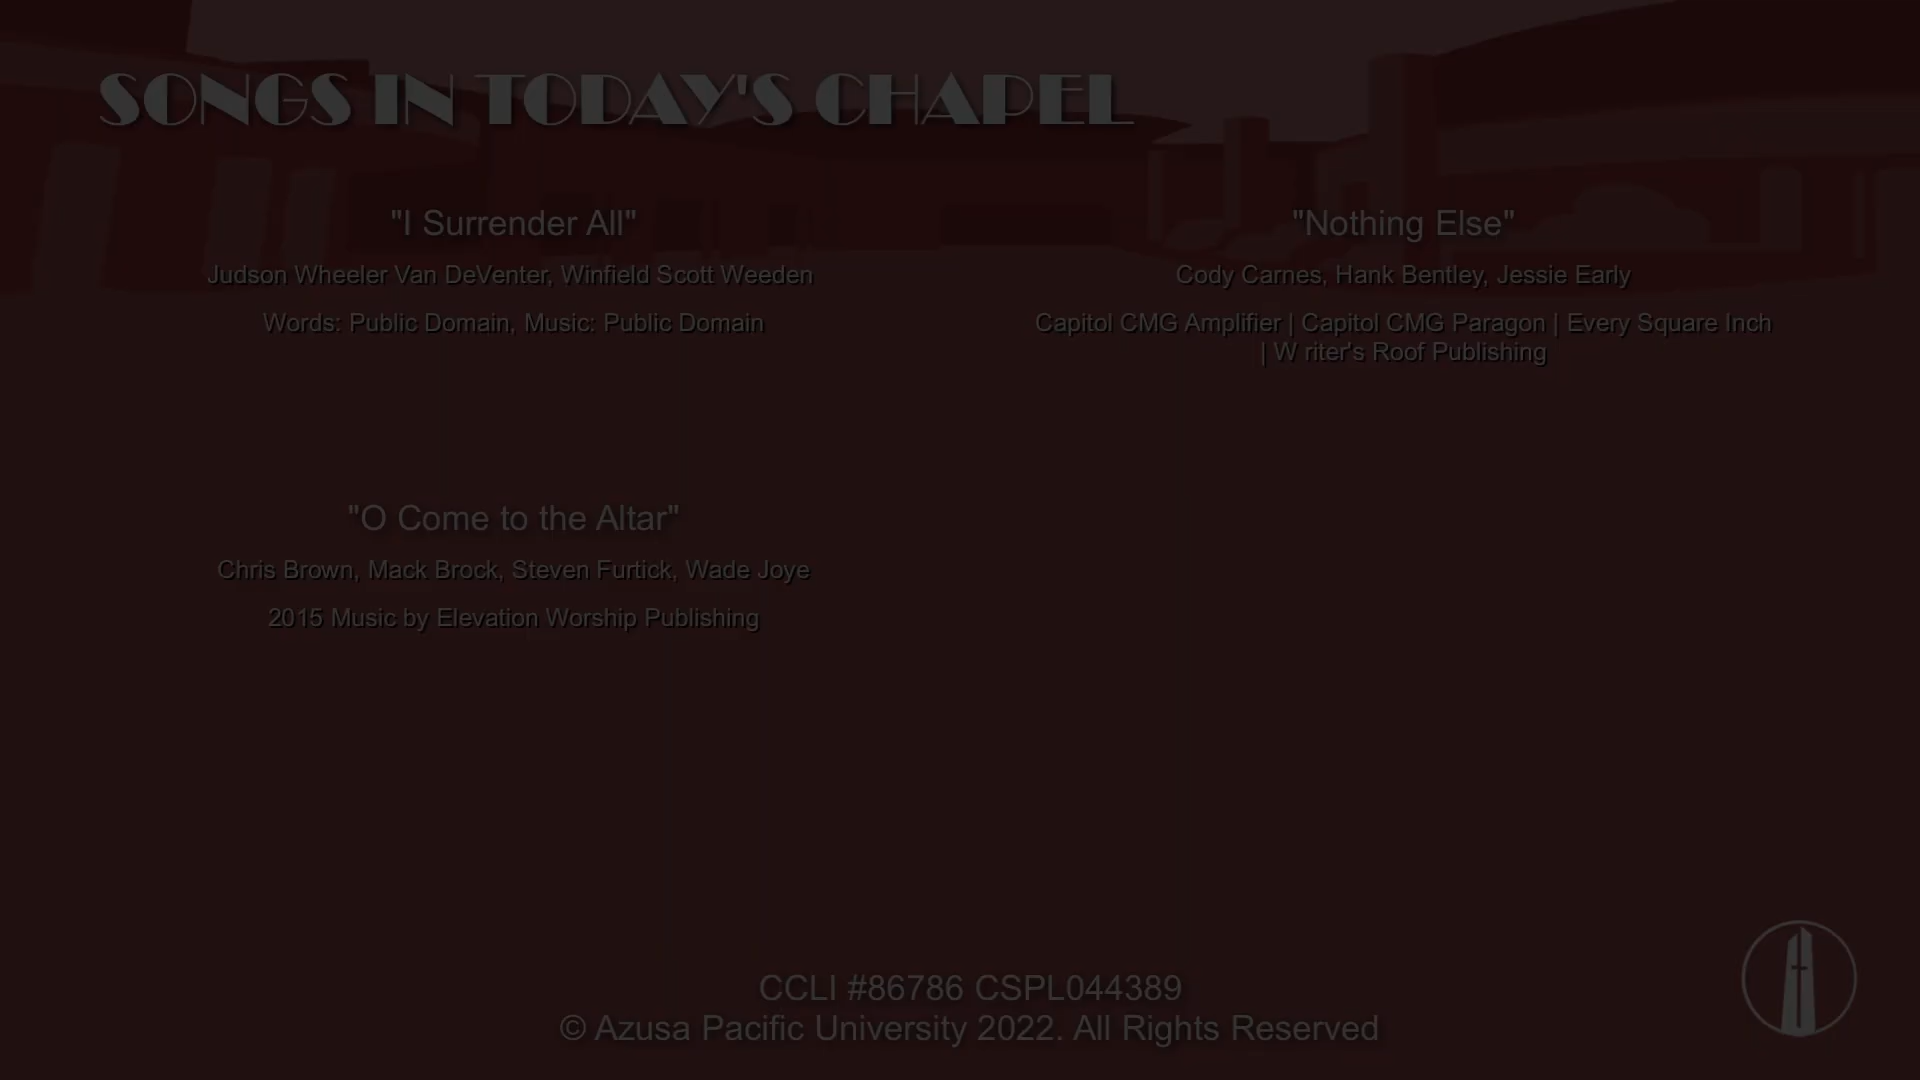 SONGS IN TODAY'S CHAPEL
"I Surrender All"
Judson Wheeler Van DeVenter, Winfield Scott Weeden
Words: Public Domain, Music: Public Domain
"Nothing Else"
Cody Carnes, Hank Bentley, Jessie Early
Capitol CMG Amplifier | Capitol CMG Paragon | Every Square Inch
| W riter's Roof Publishing
"O Come to the Altar"
Chris Brown, Mack Brock, Steven Furtick, Wade Joye
2015 Music by Elevation Worship Publishing
CCLI #86786 CSPL044389
© Azusa Pacific University 2022. All Rights Reserved